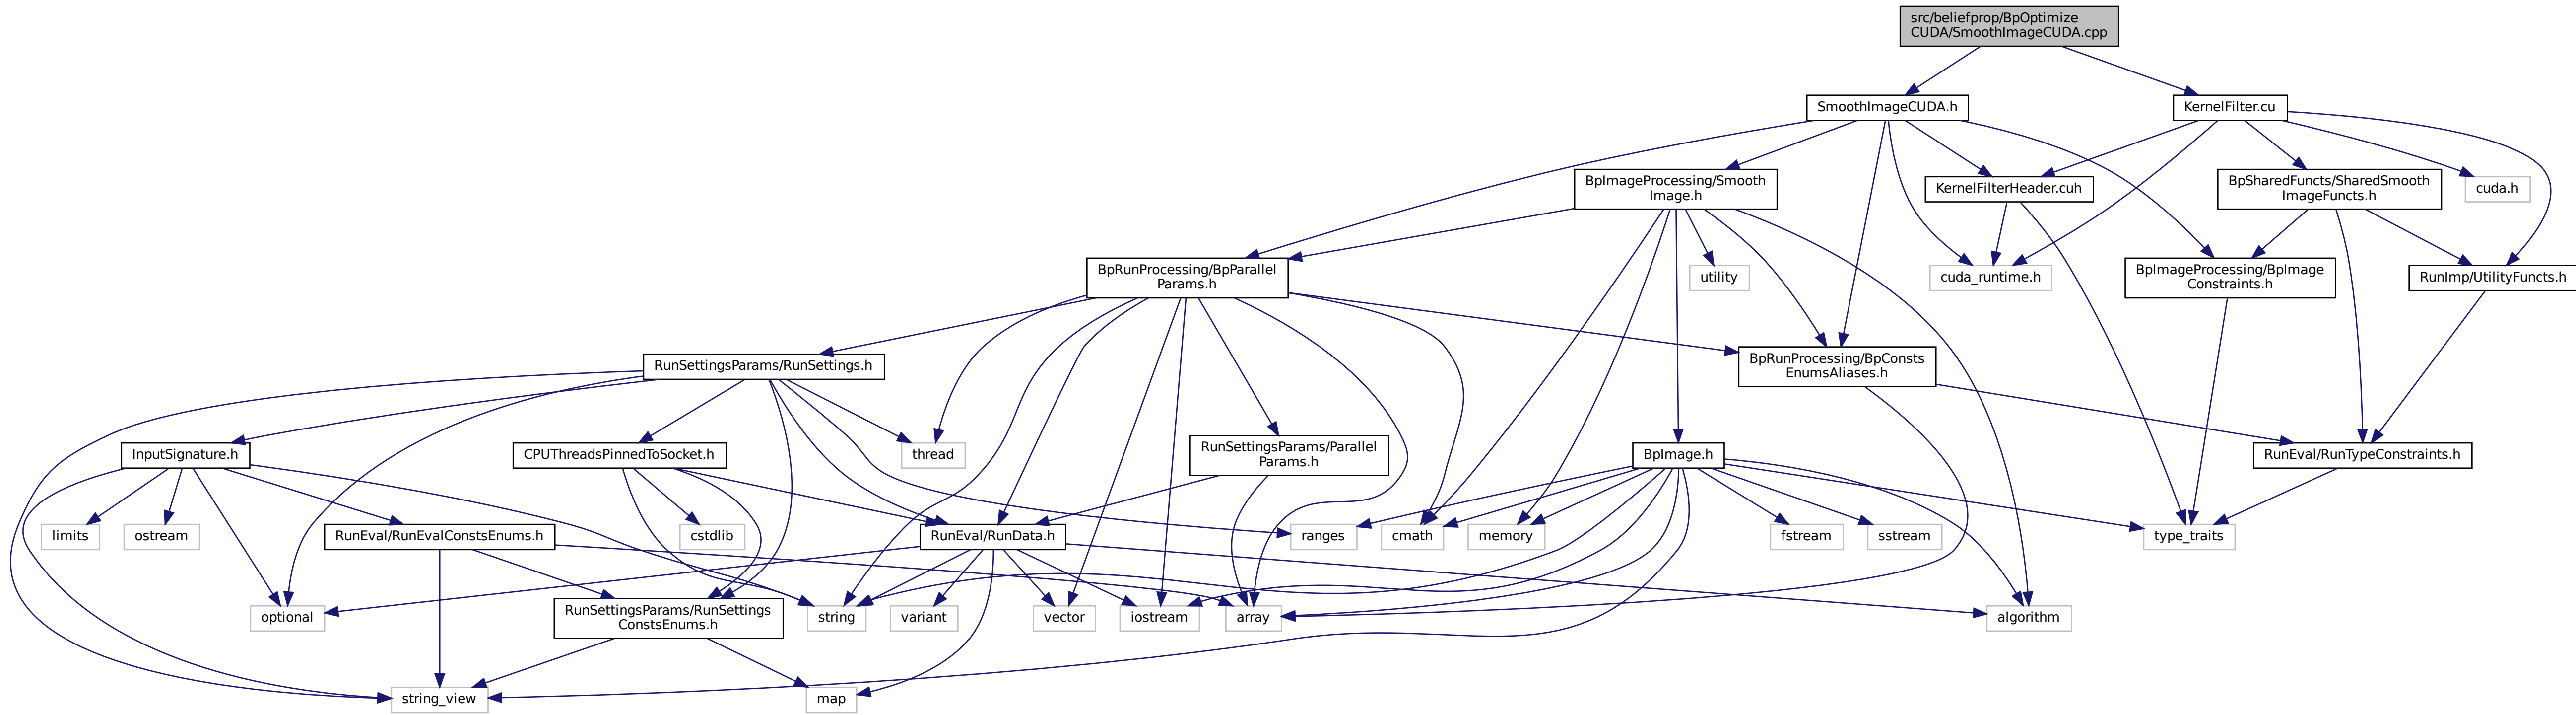 src/beliefprop/BpOptimize
CUDA/SmoothImageCUDA.cpp
SmoothImageCUDA.h
KernelFilter.cu
BpImageProcessing/Smooth
Image.h
KernelFilterHeader.cuh
BpSharedFuncts/SharedSmooth
ImageFuncts.h
cuda.h
BpRunProcessing/BpParallel
Params.h
utility
cuda_runtime.h
BpImageProcessing/BpImage
Constraints.h
RunImp/UtilityFuncts.h
RunSettingsParams/RunSettings.h
BpRunProcessing/BpConsts
EnumsAliases.h
InputSignature.h
CPUThreadsPinnedToSocket.h
thread
RunSettingsParams/Parallel
Params.h
BpImage.h
RunEval/RunTypeConstraints.h
limits
ostream
RunEval/RunEvalConstsEnums.h
cstdlib
RunEval/RunData.h
ranges
cmath
memory
fstream
sstream
type_traits
optional
RunSettingsParams/RunSettings
ConstsEnums.h
string
variant
vector
iostream
array
algorithm
string_view
map